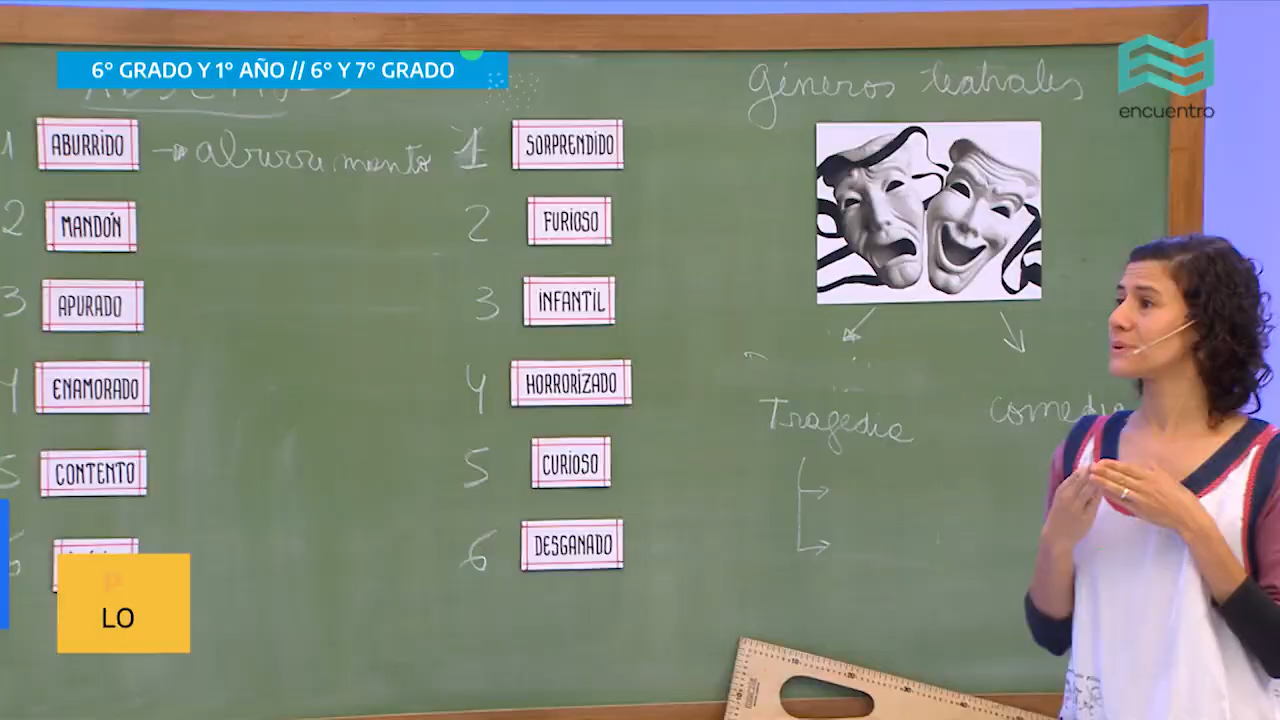 6° GRADO Y 1° AÑO // 6° Y 7° GRADO
encuentro
1 ABURRIDO → aburrimiento
2 MANDÓN
3 APURADO
4 ENAMORADO
5 CONTENTO
6
LO
1 SORPRENDIDO
2 FURIOSO
3 INFANTIL
4 HORRORIZADO
5 CURIOSO
6 DESGANADO
Géneros teatrales
Tragedia
comedia